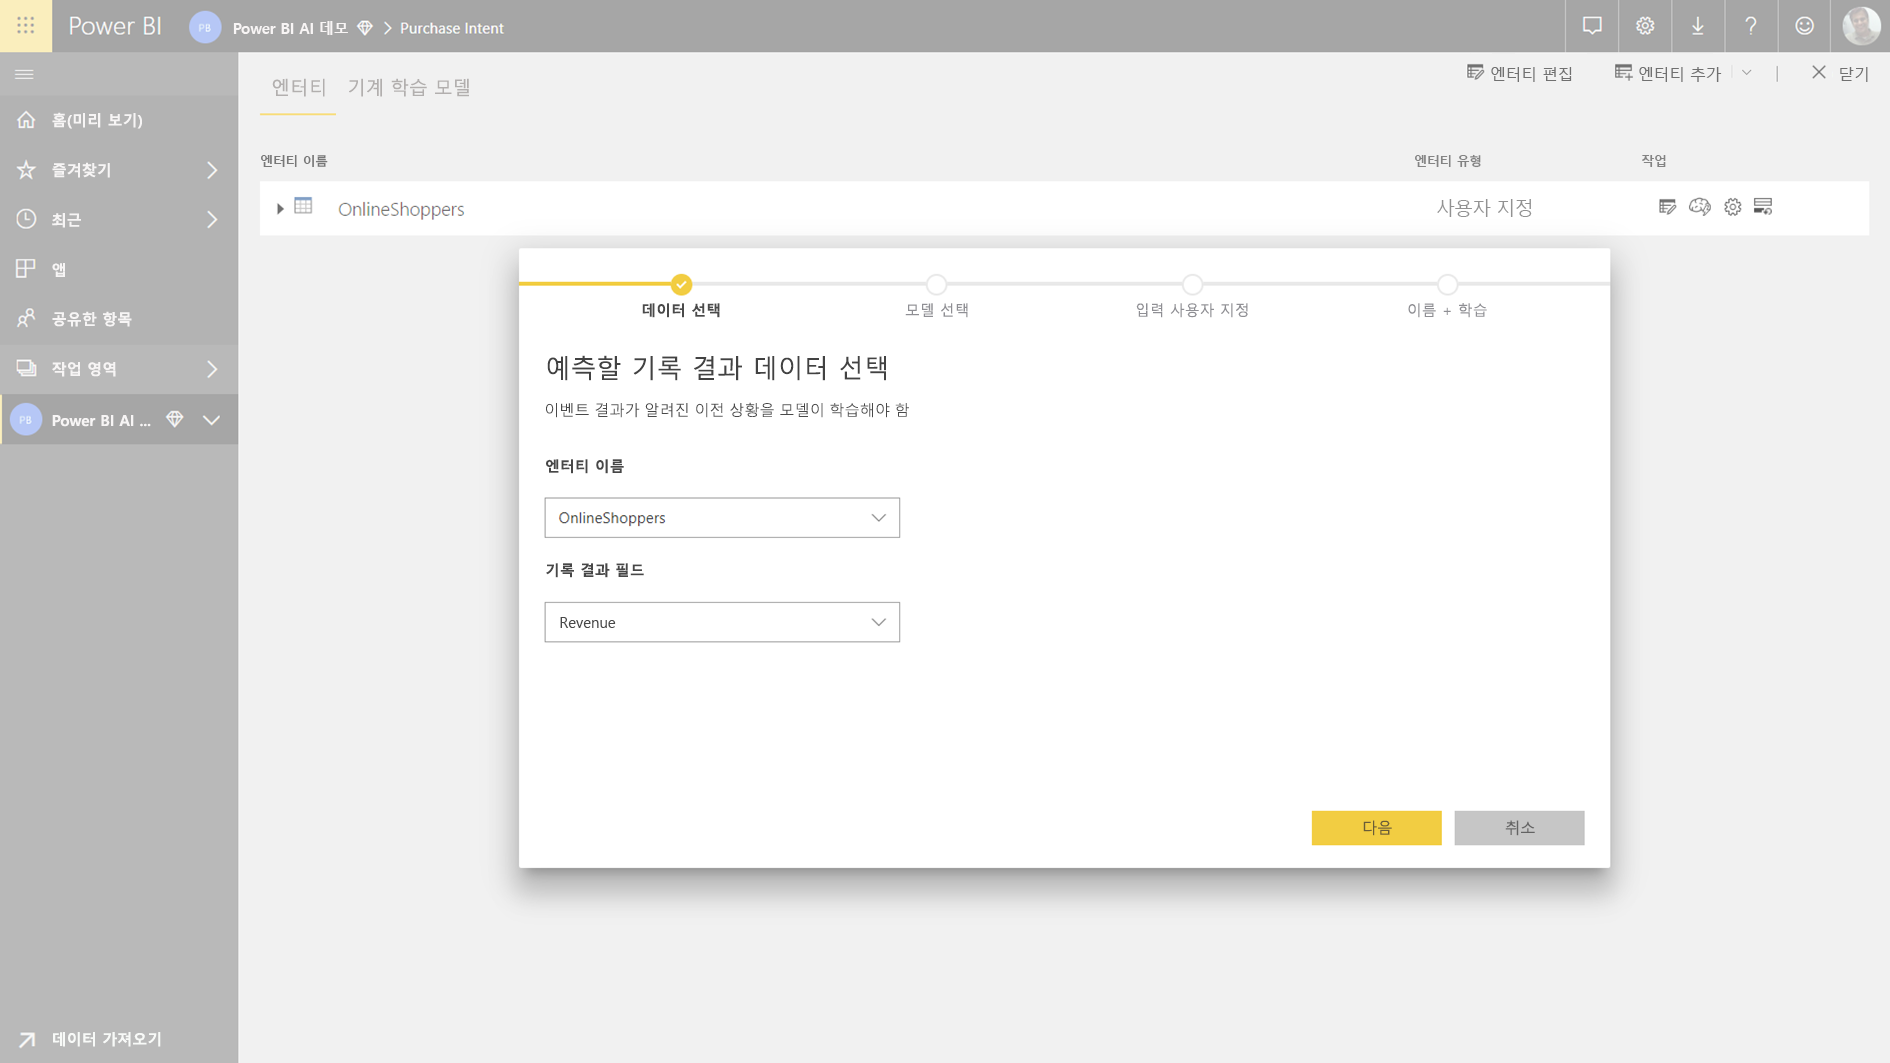 Power BI
PB
Power BI AI 데모
Purchase Intent
홈(미리 보기)
즐겨찾기
최근
앱
공유한 항목
작업 영역
PB
Power BI AI ...
데이터 가져오기
엔터티
기계 학습 모델
엔터티 편집
엔터티 추가
닫기
엔터티 이름
엔터티 유형
작업
OnlineShoppers
사용자 지정
데이터 선택
모델 선택
입력 사용자 지정
이름 + 학습
예측할 기록 결과 데이터 선택
이벤트 결과가 알려진 이전 상황을 모델이 학습해야 함
엔터티 이름
OnlineShoppers
기록 결과 필드
Revenue
다음
취소